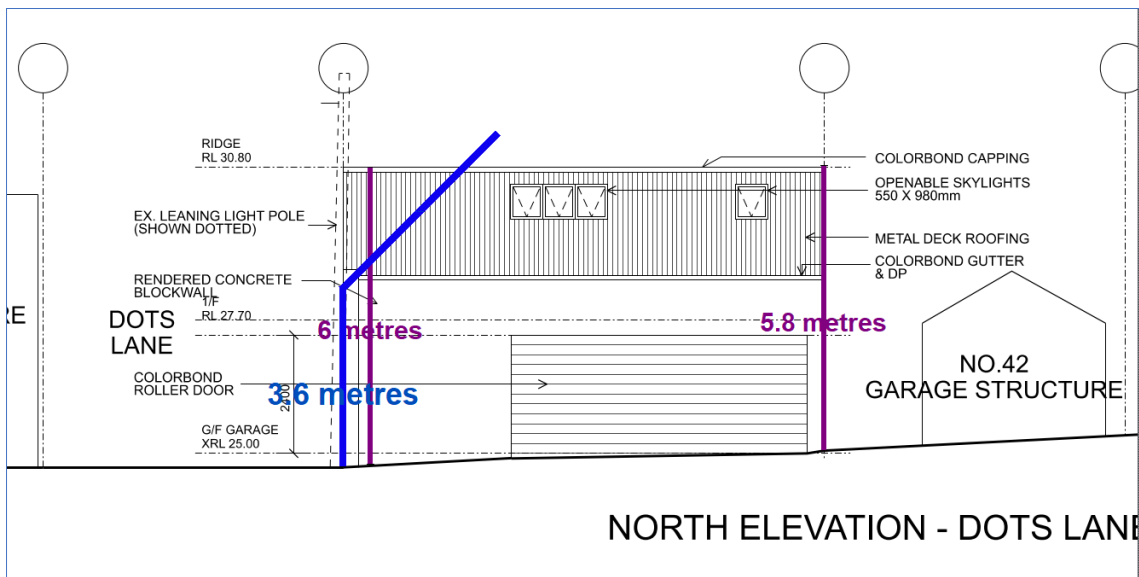 RIDGE
RL 30.80
EX. LEANING LIGHT POLE
(SHOWN DOTTED)
RENDERED CONCRETE
BLOCKWALL
1/F
RL 27.70
RE
DOTS
LANE
COLORBOND
ROLLER DOOR
2400
G/F GARAGE
XRL 25.00
6 metres
3.6 metres
5.8 metres
COLORBOND CAPPING
OPENABLE SKYLIGHTS
550 X 980mm
METAL DECK ROOFING
COLORBOND GUTTER
& DP
NO.42
GARAGE STRUCTURE
NORTH ELEVATION - DOTS LANE